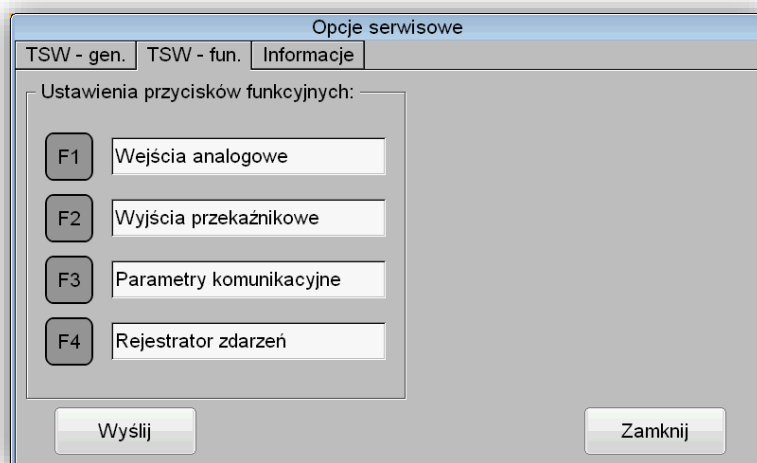 Opcje serwisowe
TSW - gen. TSW - fun. Informacje
Ustawienia przycisków funkcyjnych:
F1 Wejścia analogowe
F2 Wyjścia przekaźnikowe
F3 Parametry komunikacyjne
F4 Rejestrator zdarzeń
Wyślij Zamknij